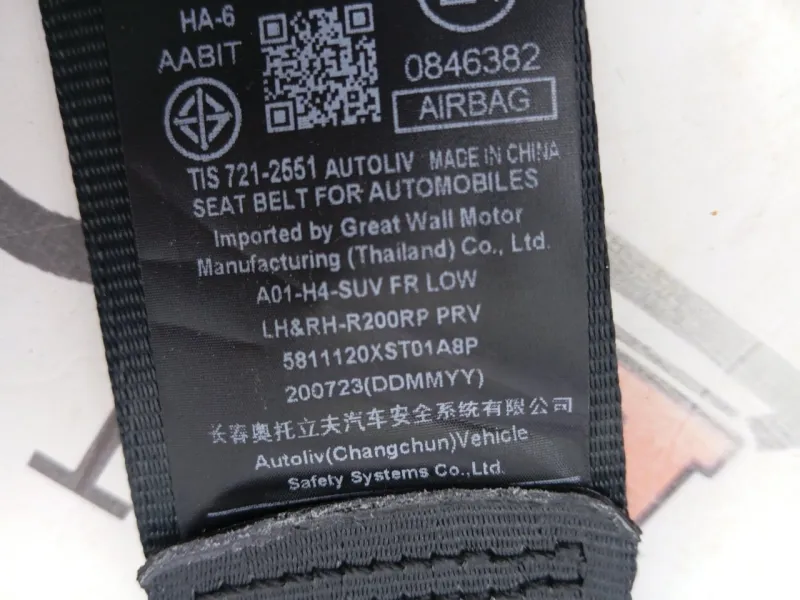 HA-6
AABIT
0846382
AIRBAG
TIS 721-2551 AUTOLIV MADE IN CHINA
SEAT BELT FOR AUTOMOBILES
Imported by Great Wall Motor
Manufacturing (Thailand) Co., Ltd.
A01-H4-SUV FR LOW
LH&RH-R200RP PRV
5811120XST01A8P
200723(DDMMYY)
长春奥托立夫汽车安全系统有限公司
Autoliv(Changchun)Vehicle
Safety Systems Co.,Ltd.